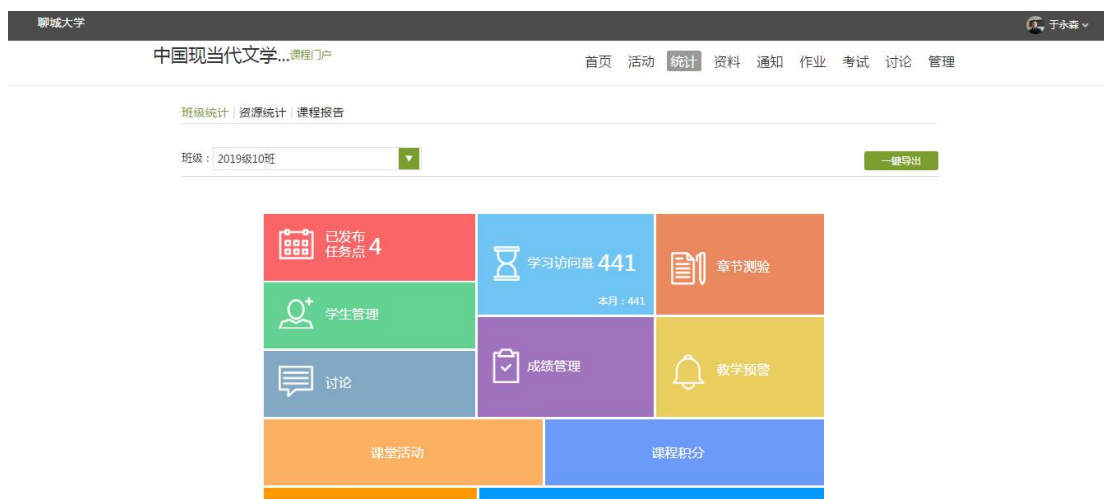 聊城大学 于永森
中国现当代文学...课程门户 首页 活动 统计 资料 通知 作业 考试 讨论 管理
班级统计 资源统计 课程报告
班级： 2019级10班 一键导出
已发布
任务点 4
学习访问量 441
本月：441
章节测验
学生管理
成绩管理
教学预警
讨论
课堂活动 课程积分